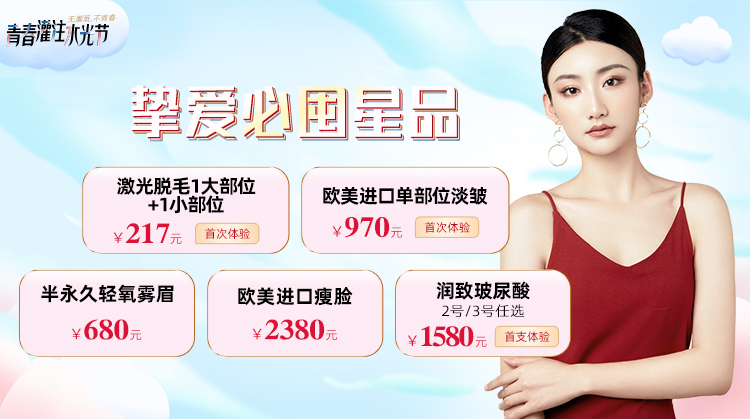 无灌溉,不青春
青春灌注水光节
挚爱必囤星品
激光脱毛1大部位
+1小部位
¥217元 首次体验
欧美进口单部位淡皱
¥970元 首次体验
半永久轻氧雾眉
¥680元
欧美进口瘦脸
¥2380元
润致玻尿酸
2号/3号任选
¥1580元 首支体验